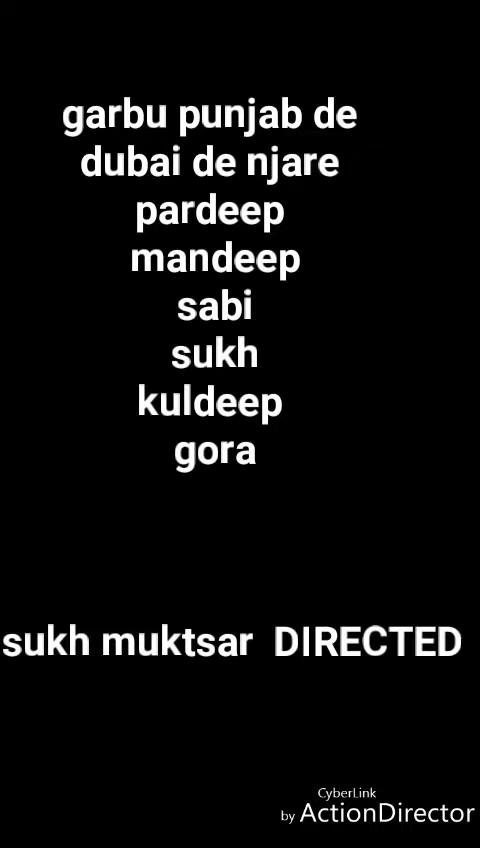 garbu punjab de
dubai de njare
pardeep
mandeep
sabi
sukh
kuldeep
gora
sukh muktsar DIRECTED
CyberLink
by ActionDirector